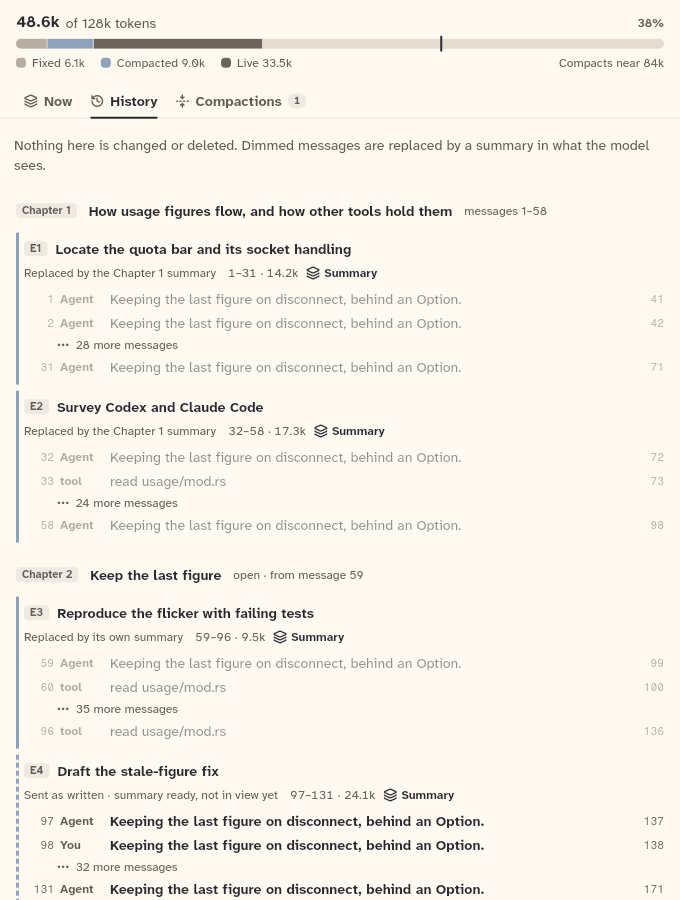 48.6k of 128k tokens 38%
Fixed 6.1k Compacted 9.0k Live 33.5k Compacts near 84k
Now History Compactions 1
Nothing here is changed or deleted. Dimmed messages are replaced by a summary in what the model
sees.
Chapter 1 How usage figures flow, and how other tools hold them messages 1–58
E1 Locate the quota bar and its socket handling
Replaced by the Chapter 1 summary 1–31 · 14.2k Summary
1 Agent Keeping the last figure on disconnect, behind an Option. 41
2 Agent Keeping the last figure on disconnect, behind an Option. 42
••• 28 more messages
31 Agent Keeping the last figure on disconnect, behind an Option. 71
E2 Survey Codex and Claude Code
Replaced by the Chapter 1 summary 32–58 · 17.3k Summary
32 Agent Keeping the last figure on disconnect, behind an Option. 72
33 tool read usage/mod.rs 73
••• 24 more messages
58 Agent Keeping the last figure on disconnect, behind an Option. 98
Chapter 2 Keep the last figure open · from message 59
E3 Reproduce the flicker with failing tests
Replaced by its own summary 59–96 · 9.5k Summary
59 Agent Keeping the last figure on disconnect, behind an Option. 99
60 tool read usage/mod.rs 100
••• 35 more messages
96 tool read usage/mod.rs 136
E4 Draft the stale-figure fix
Sent as written · summary ready, not in view yet 97–131 · 24.1k Summary
97 Agent Keeping the last figure on disconnect, behind an Option. 137
98 You Keeping the last figure on disconnect, behind an Option. 138
••• 32 more messages
131 Agent Keeping the last figure on disconnect, behind an Option. 171